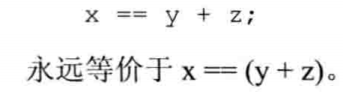 x == y + z;
永远等价于 x == (y + z)。